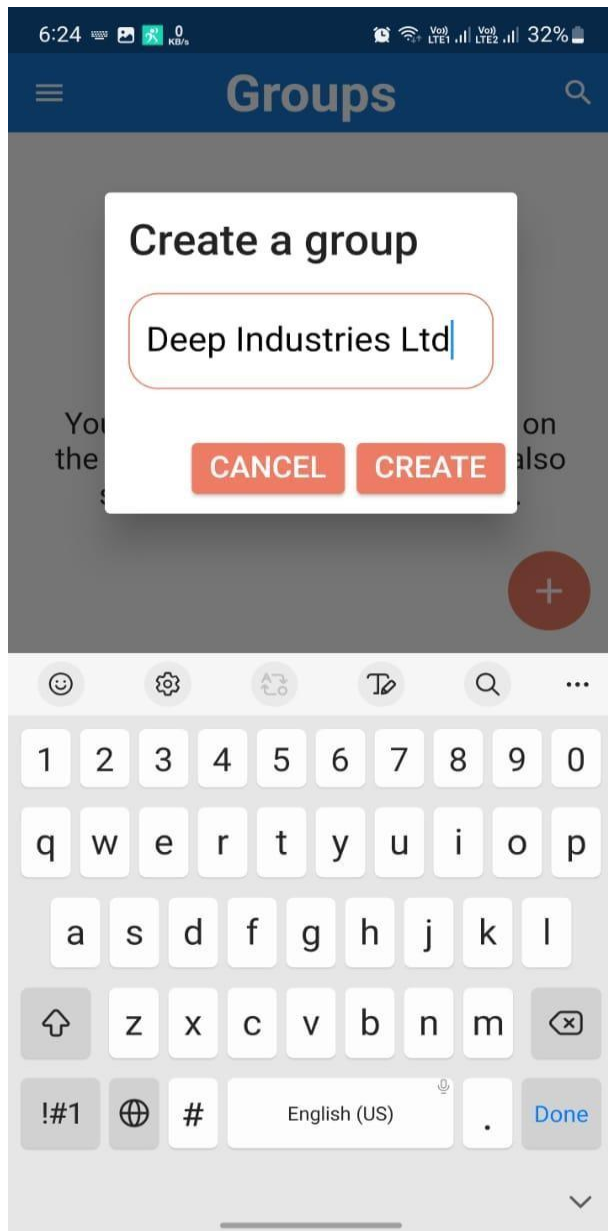 6:24 0 KB/s Vo) LTE1 Vo) LTE2 32%
Groups
Create a group
Deep Industries Ltd
You on
the also
CANCEL CREATE
1 2 3 4 5 6 7 8 9 0
q w e r t y u i o p
a s d f g h j k l
z x c v b n m
!#1 # English (US) . Done